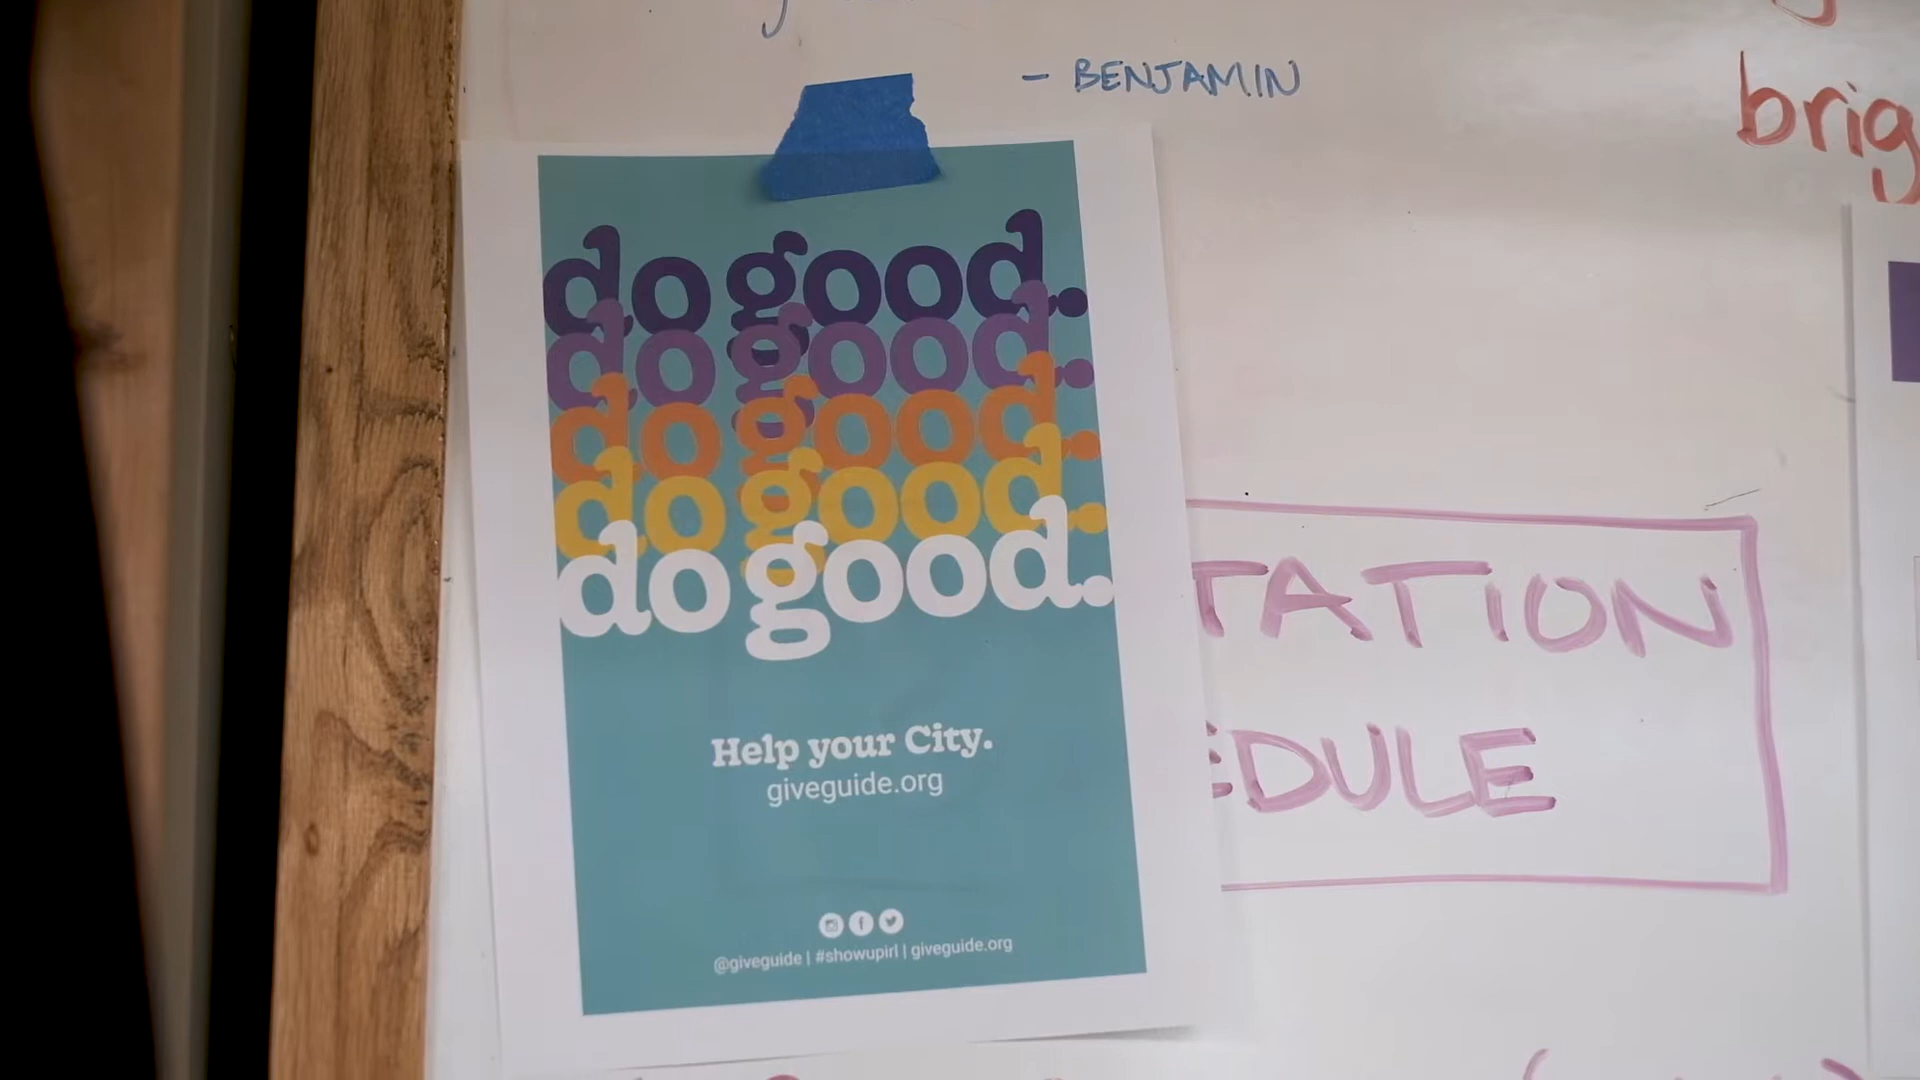 - BENJAMIN
do good.
do good.
do good.
do good.
do good.
Help your City.
giveguide.org
@giveguide | #showupirl | giveguide.org
brig
TATION
EDULE